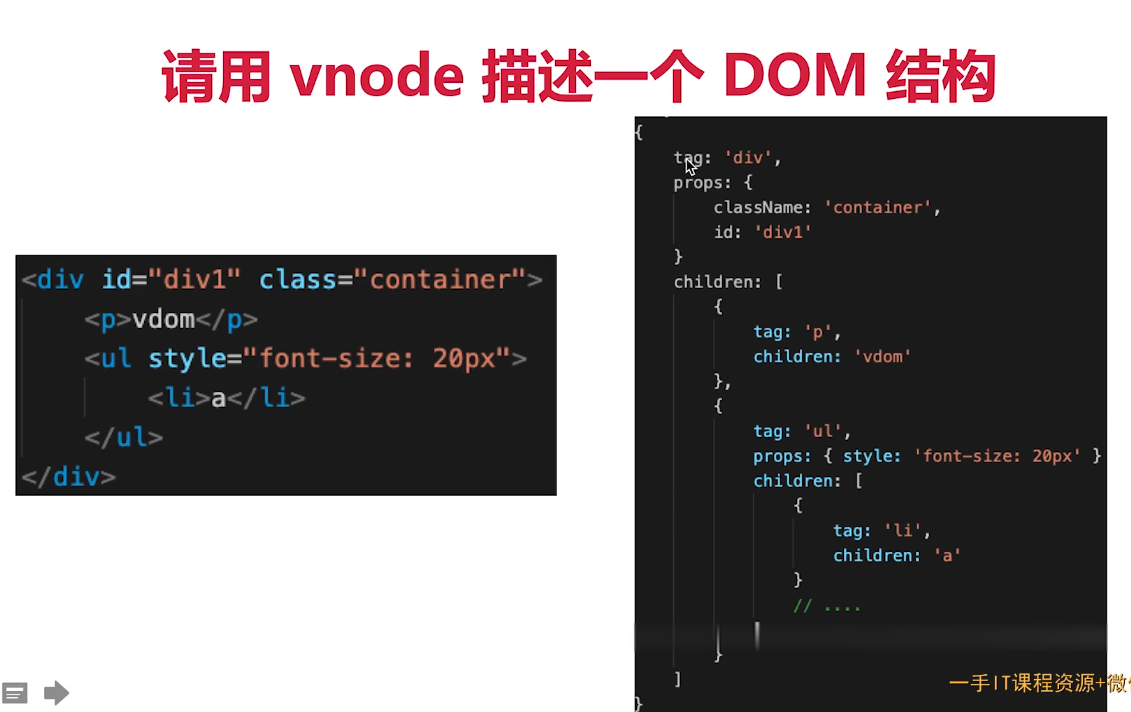 请用 vnode 描述一个 DOM 结构
<div id="div1" class="container">
<p>vdom</p>
<ul style="font-size: 20px">
<li>a</li>
</ul>
</div>
{
tag: 'div',
props: {
className: 'container',
id: 'div1'
}
children: [
{
tag: 'p',
children: 'vdom'
},
{
tag: 'ul',
props: { style: 'font-size: 20px' }
children: [
{
tag: 'li',
children: 'a'
}
// ....
}
]
}
一手IT课程资源+微